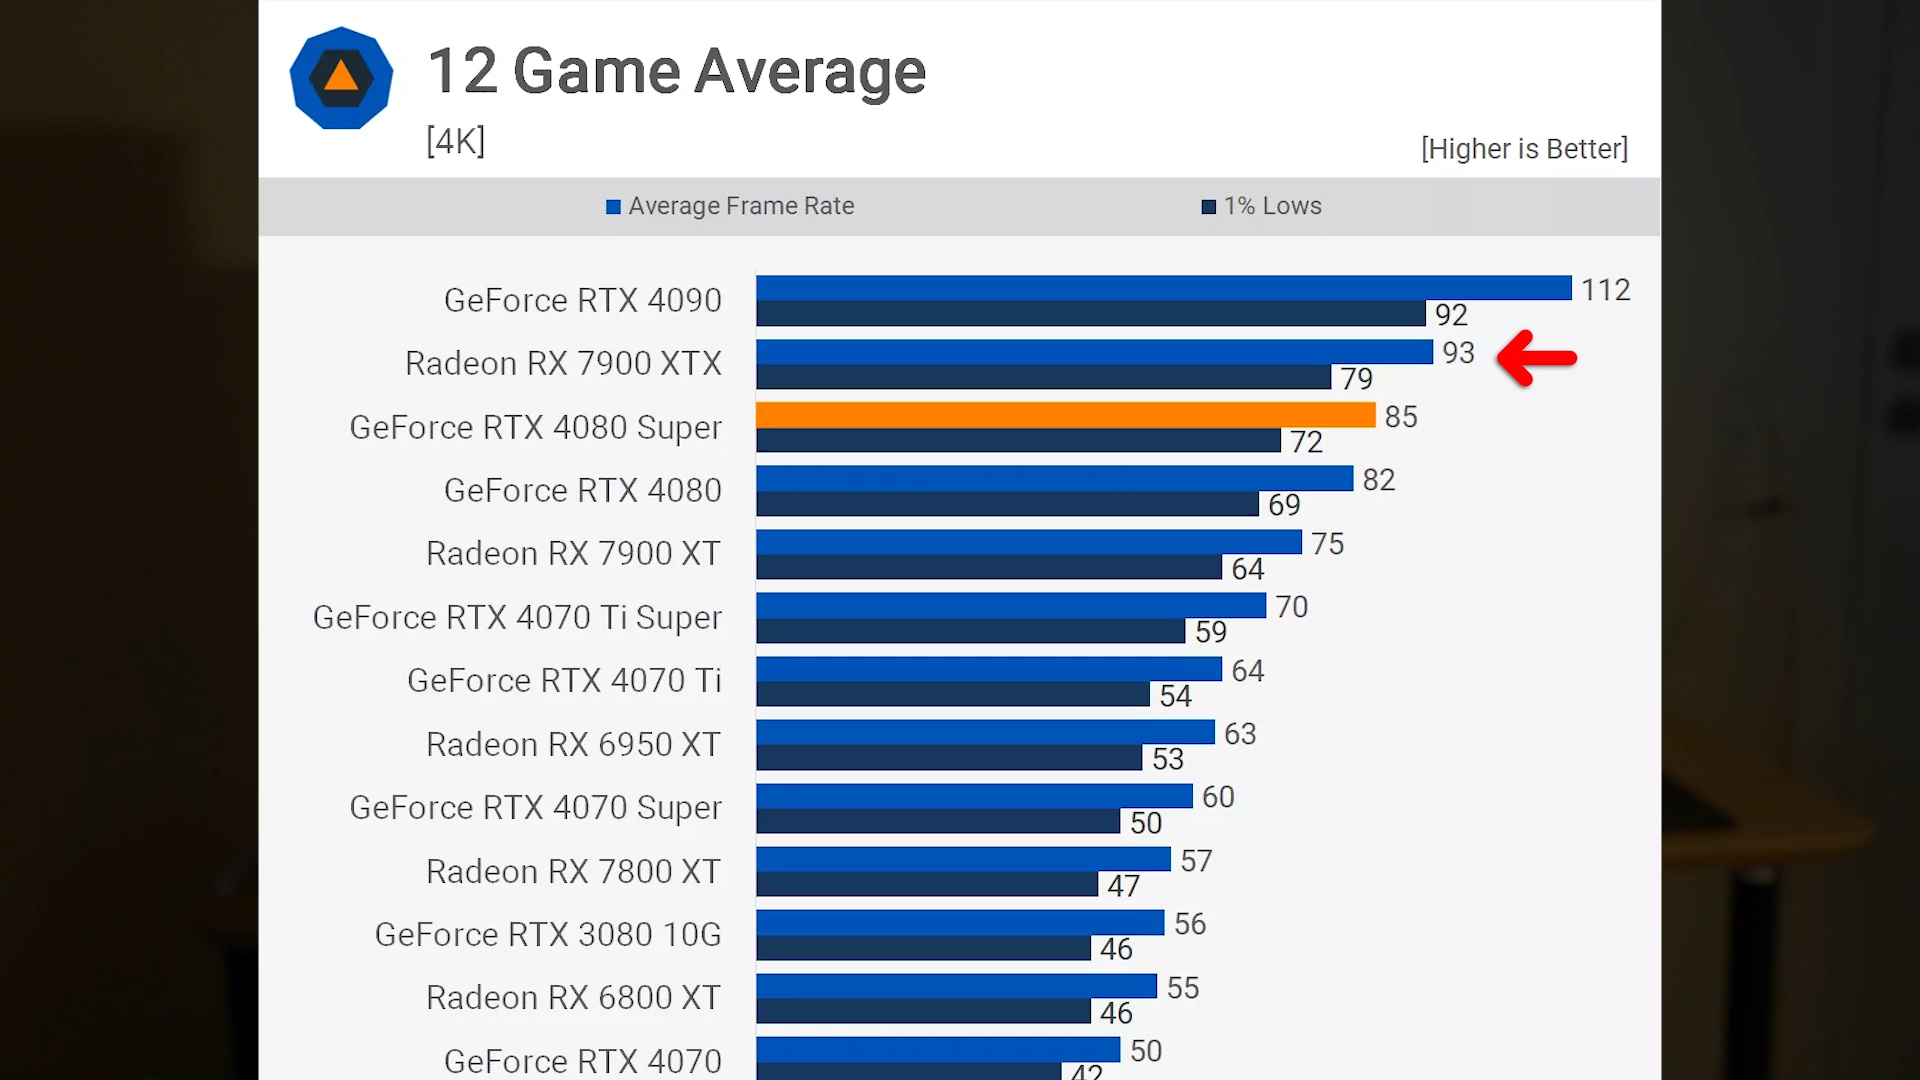 12 Game Average
[4K]
[Higher is Better]
Average Frame Rate
1% Lows
GeForce RTX 4090
112
92
Radeon RX 7900 XTX
93
79
GeForce RTX 4080 Super
85
72
GeForce RTX 4080
82
69
Radeon RX 7900 XT
75
64
GeForce RTX 4070 Ti Super
70
59
GeForce RTX 4070 Ti
64
54
Radeon RX 6950 XT
63
53
GeForce RTX 4070 Super
60
50
Radeon RX 7800 XT
57
47
GeForce RTX 3080 10G
56
46
Radeon RX 6800 XT
55
46
GeForce RTX 4070
50
42